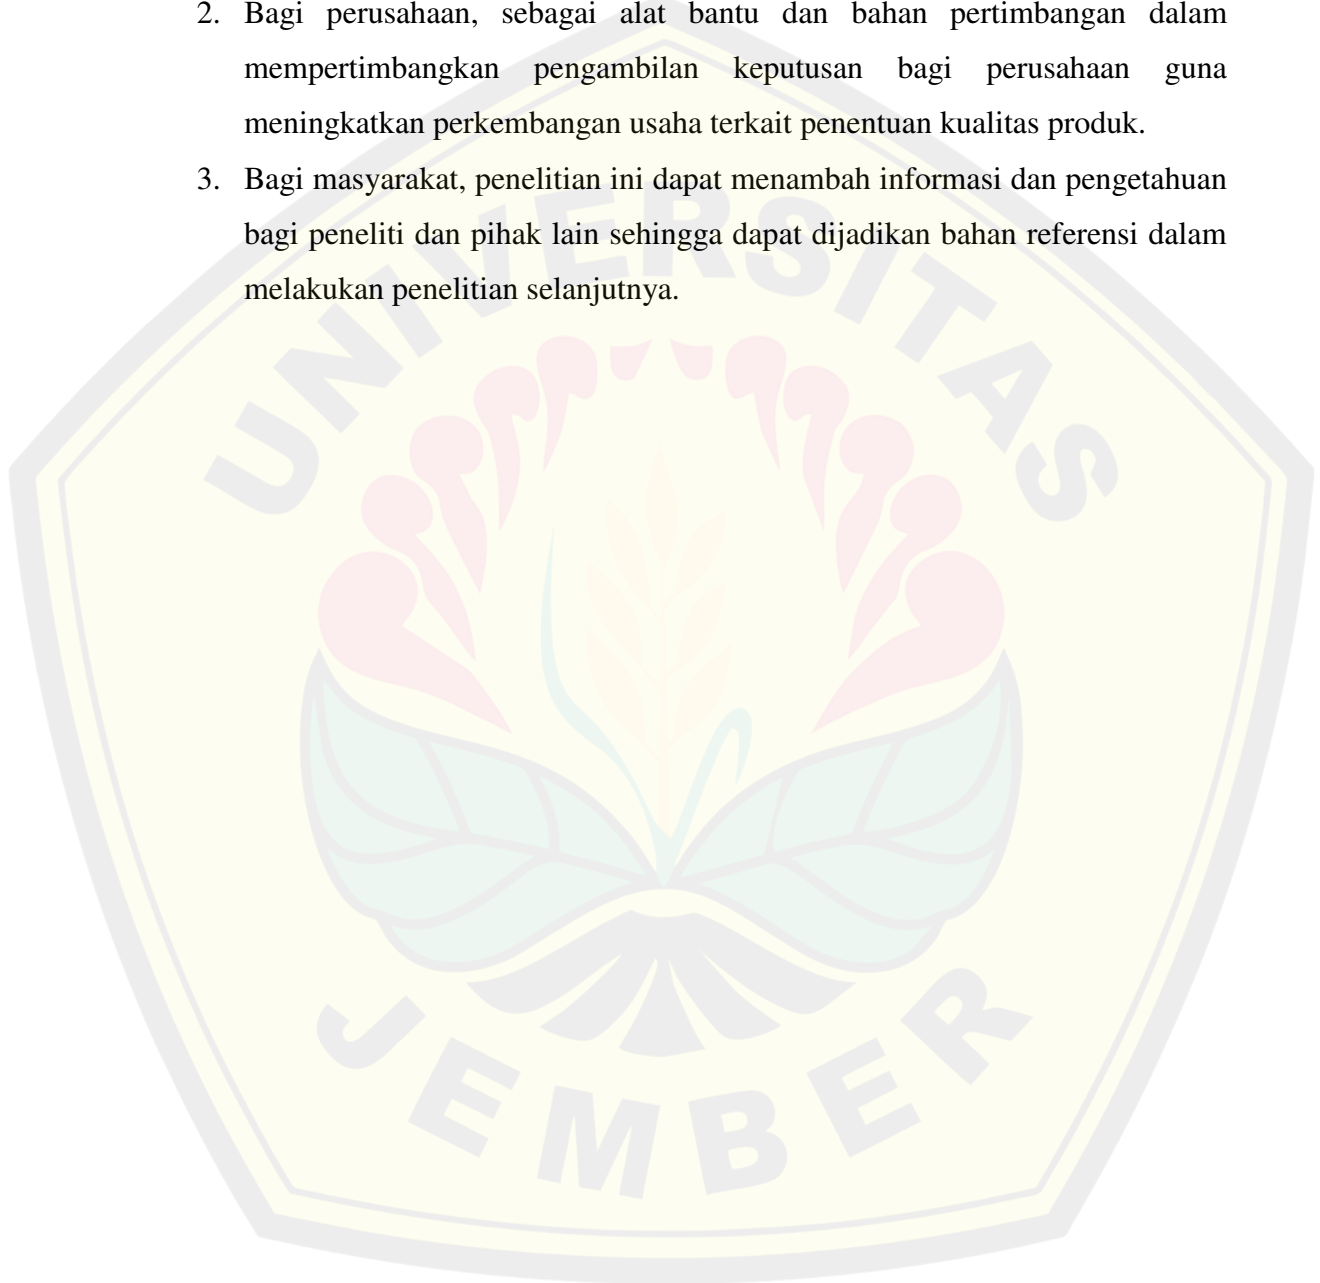 2. Bagi perusahaan, sebagai alat bantu dan bahan pertimbangan dalam
mempertimbangkan pengambilan keputusan bagi perusahaan guna
meningkatkan perkembangan usaha terkait penentuan kualitas produk.
3. Bagi masyarakat, penelitian ini dapat menambah informasi dan pengetahuan
bagi peneliti dan pihak lain sehingga dapat dijadikan bahan referensi dalam
melakukan penelitian selanjutnya.
UNIVERSITAS
JEMBER